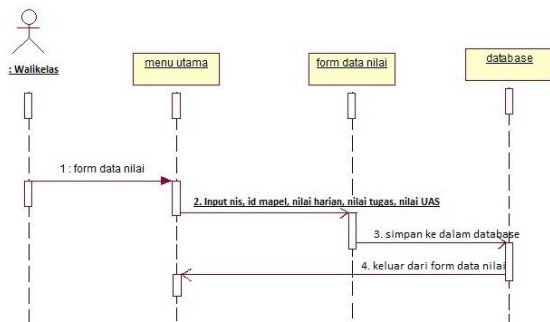 : Walikelas
menu utama
form data nilai
database
1 : form data nilai
2. Input nis, id mapel, nilai harian, nilai tugas, nilai UAS
3. simpan ke dalam database
4. keluar dari form data nilai